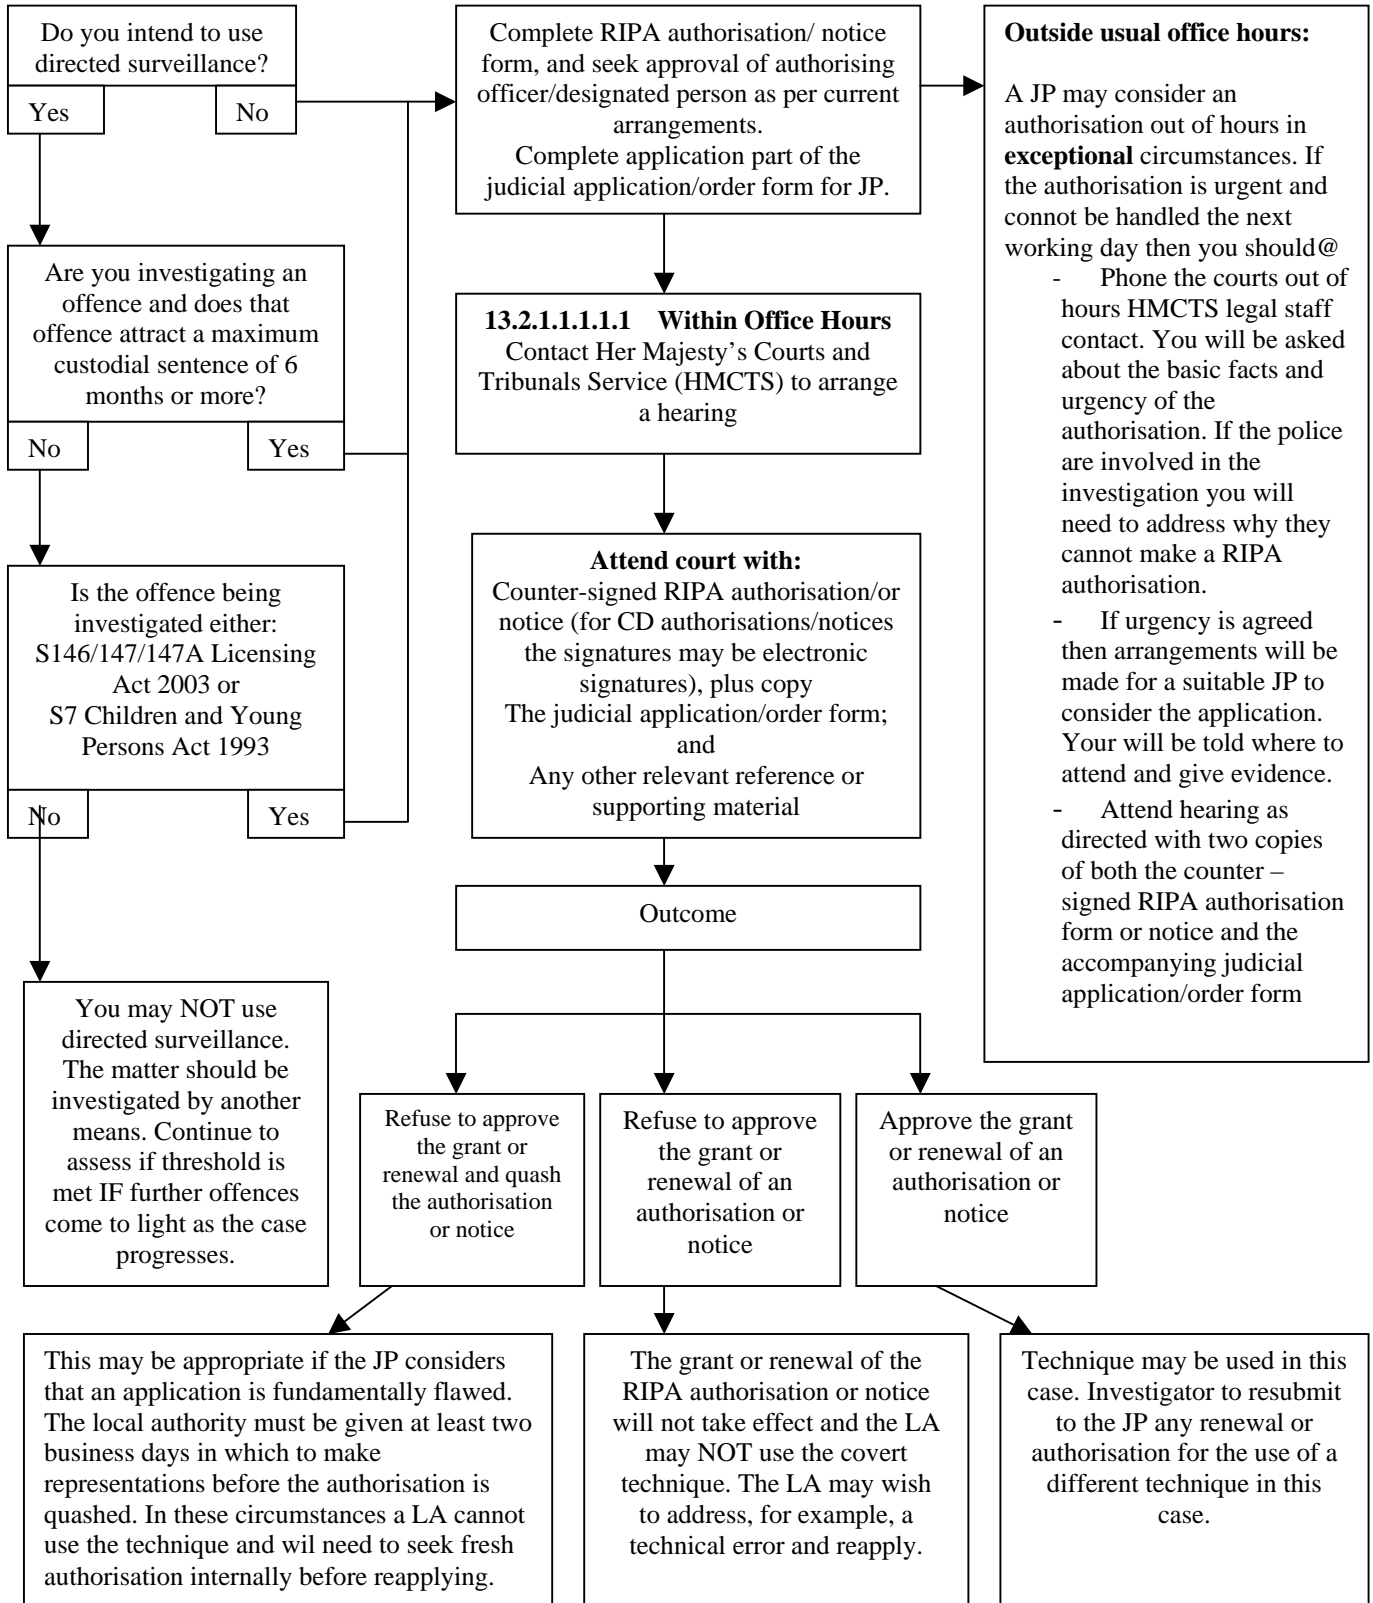 Do you intend to use
directed surveillance?
Yes
No
Are you investigating an
offence and does that
offence attract a maximum
custodial sentence of 6
months or more?
No
Yes
Is the offence being
investigated either:
S146/147/147A Licensing
Act 2003 or
S7 Children and Young
Persons Act 1993
No
Yes
You may NOT use
directed surveillance.
The matter should be
investigated by another
means. Continue to
assess if threshold is
met IF further offences
come to light as the case
progresses.
Complete RIPA authorisation/ notice
form, and seek approval of authorising
officer/designated person as per current
arrangements.
Complete application part of the
judicial application/order form for JP.
13.2.1.1.1.1.1 Within Office Hours
Contact Her Majesty’s Courts and
Tribunals Service (HMCTS) to arrange
a hearing
Attend court with:
Counter-signed RIPA authorisation/or
notice (for CD authorisations/notices
the signatures may be electronic
signatures), plus copy
The judicial application/order form;
and
Any other relevant reference or
supporting material
Outcome
Refuse to approve
the grant or
renewal and quash
the authorisation
or notice
Refuse to approve
the grant or
renewal of an
authorisation or
notice
Approve the grant
or renewal of an
authorisation or
notice
This may be appropriate if the JP considers
that an application is fundamentally flawed.
The local authority must be given at least two
business days in which to make
representations before the authorisation is
quashed. In these circumstances a LA cannot
use the technique and wil need to seek fresh
authorisation internally before reapplying.
The grant or renewal of the
RIPA authorisation or notice
will not take effect and the LA
may NOT use the covert
technique. The LA may wish
to address, for example, a
technical error and reapply.
Technique may be used in this
case. Investigator to resubmit
to the JP any renewal or
authorisation for the use of a
different technique in this
case.
Outside usual office hours:
A JP may consider an
authorisation out of hours in
exceptional circumstances. If
the authorisation is urgent and
connot be handled the next
working day then you should@
- Phone the courts out of
hours HMCTS legal staff
contact. You will be asked
about the basic facts and
urgency of the
authorisation. If the police
are involved in the
investigation you will
need to address why they
cannot make a RIPA
authorisation.
- If urgency is agreed
then arrangements will be
made for a suitable JP to
consider the application.
Your will be told where to
attend and give evidence.
- Attend hearing as
directed with two copies
of both the counter –
signed RIPA authorisation
form or notice and the
accompanying judicial
application/order form